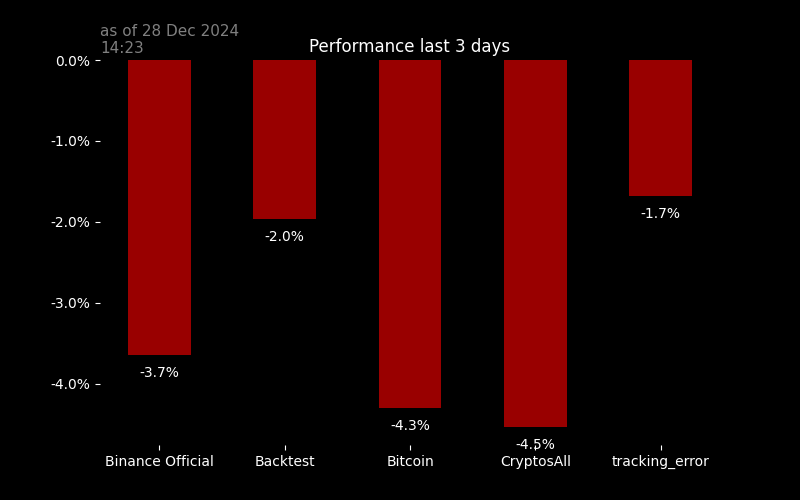 as of 28 Dec 2024
14:23
Performance last 3 days
0.0%
-1.0%
-2.0%
-3.0%
-4.0%
-3.7%
-2.0%
-4.3%
-4.5%
-1.7%
Binance Official
Backtest
Bitcoin
CryptosAll
tracking_error